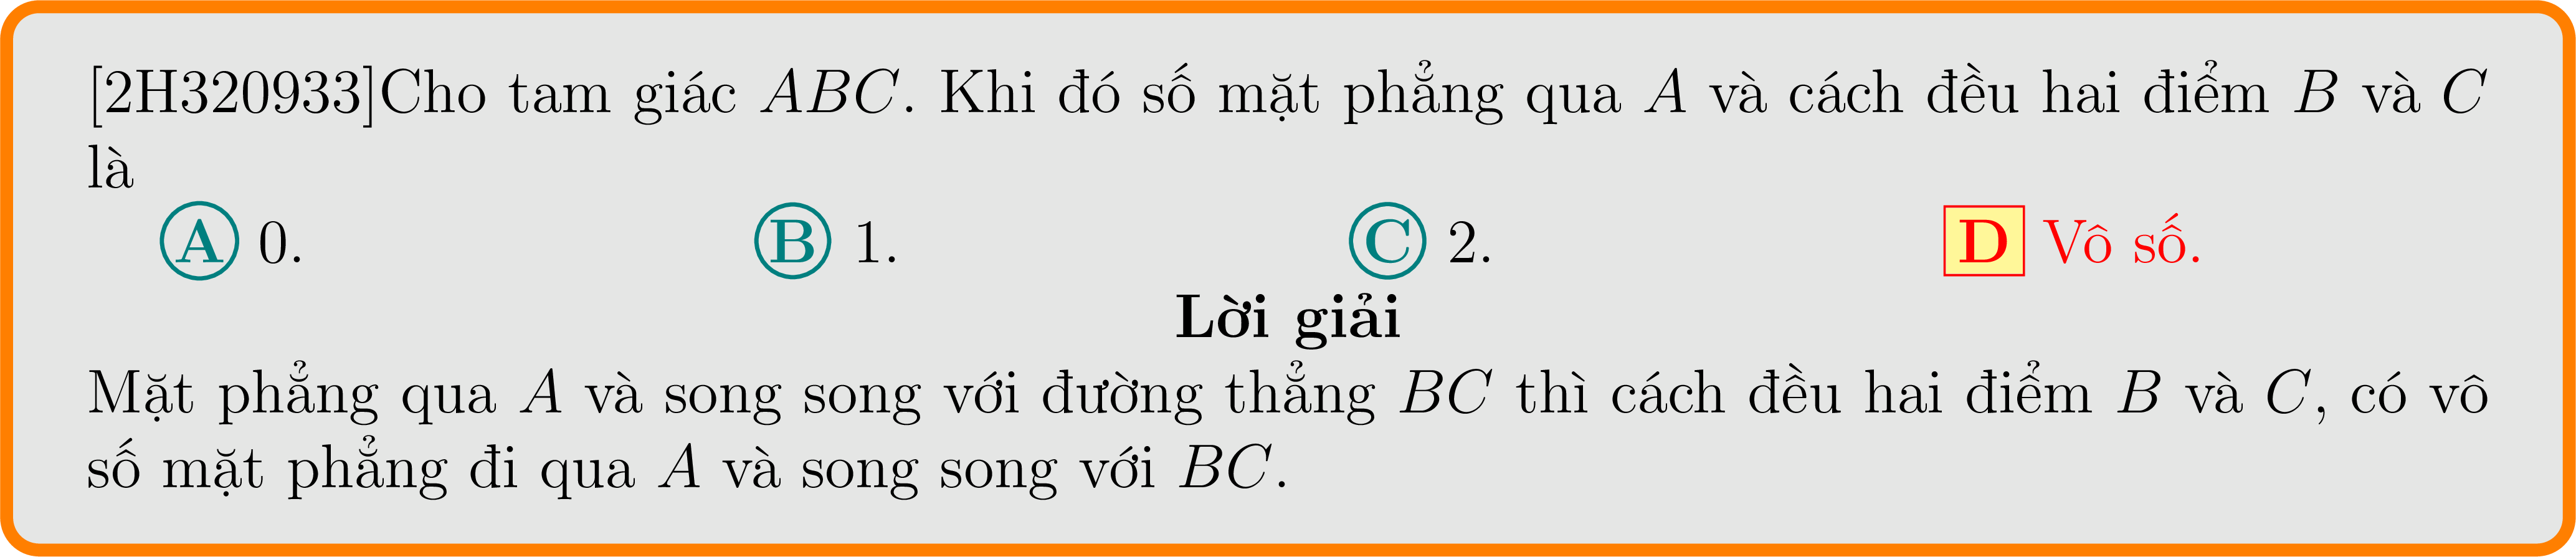 [2H320933]Cho tam giác ABC. Khi đó số mặt phẳng qua A và cách đều hai điểm B và C
là
A 0. B 1. C 2. D Vô số.
Lời giải
Mặt phẳng qua A và song song với đường thẳng BC thì cách đều hai điểm B và C, có vô
số mặt phẳng đi qua A và song song với BC.